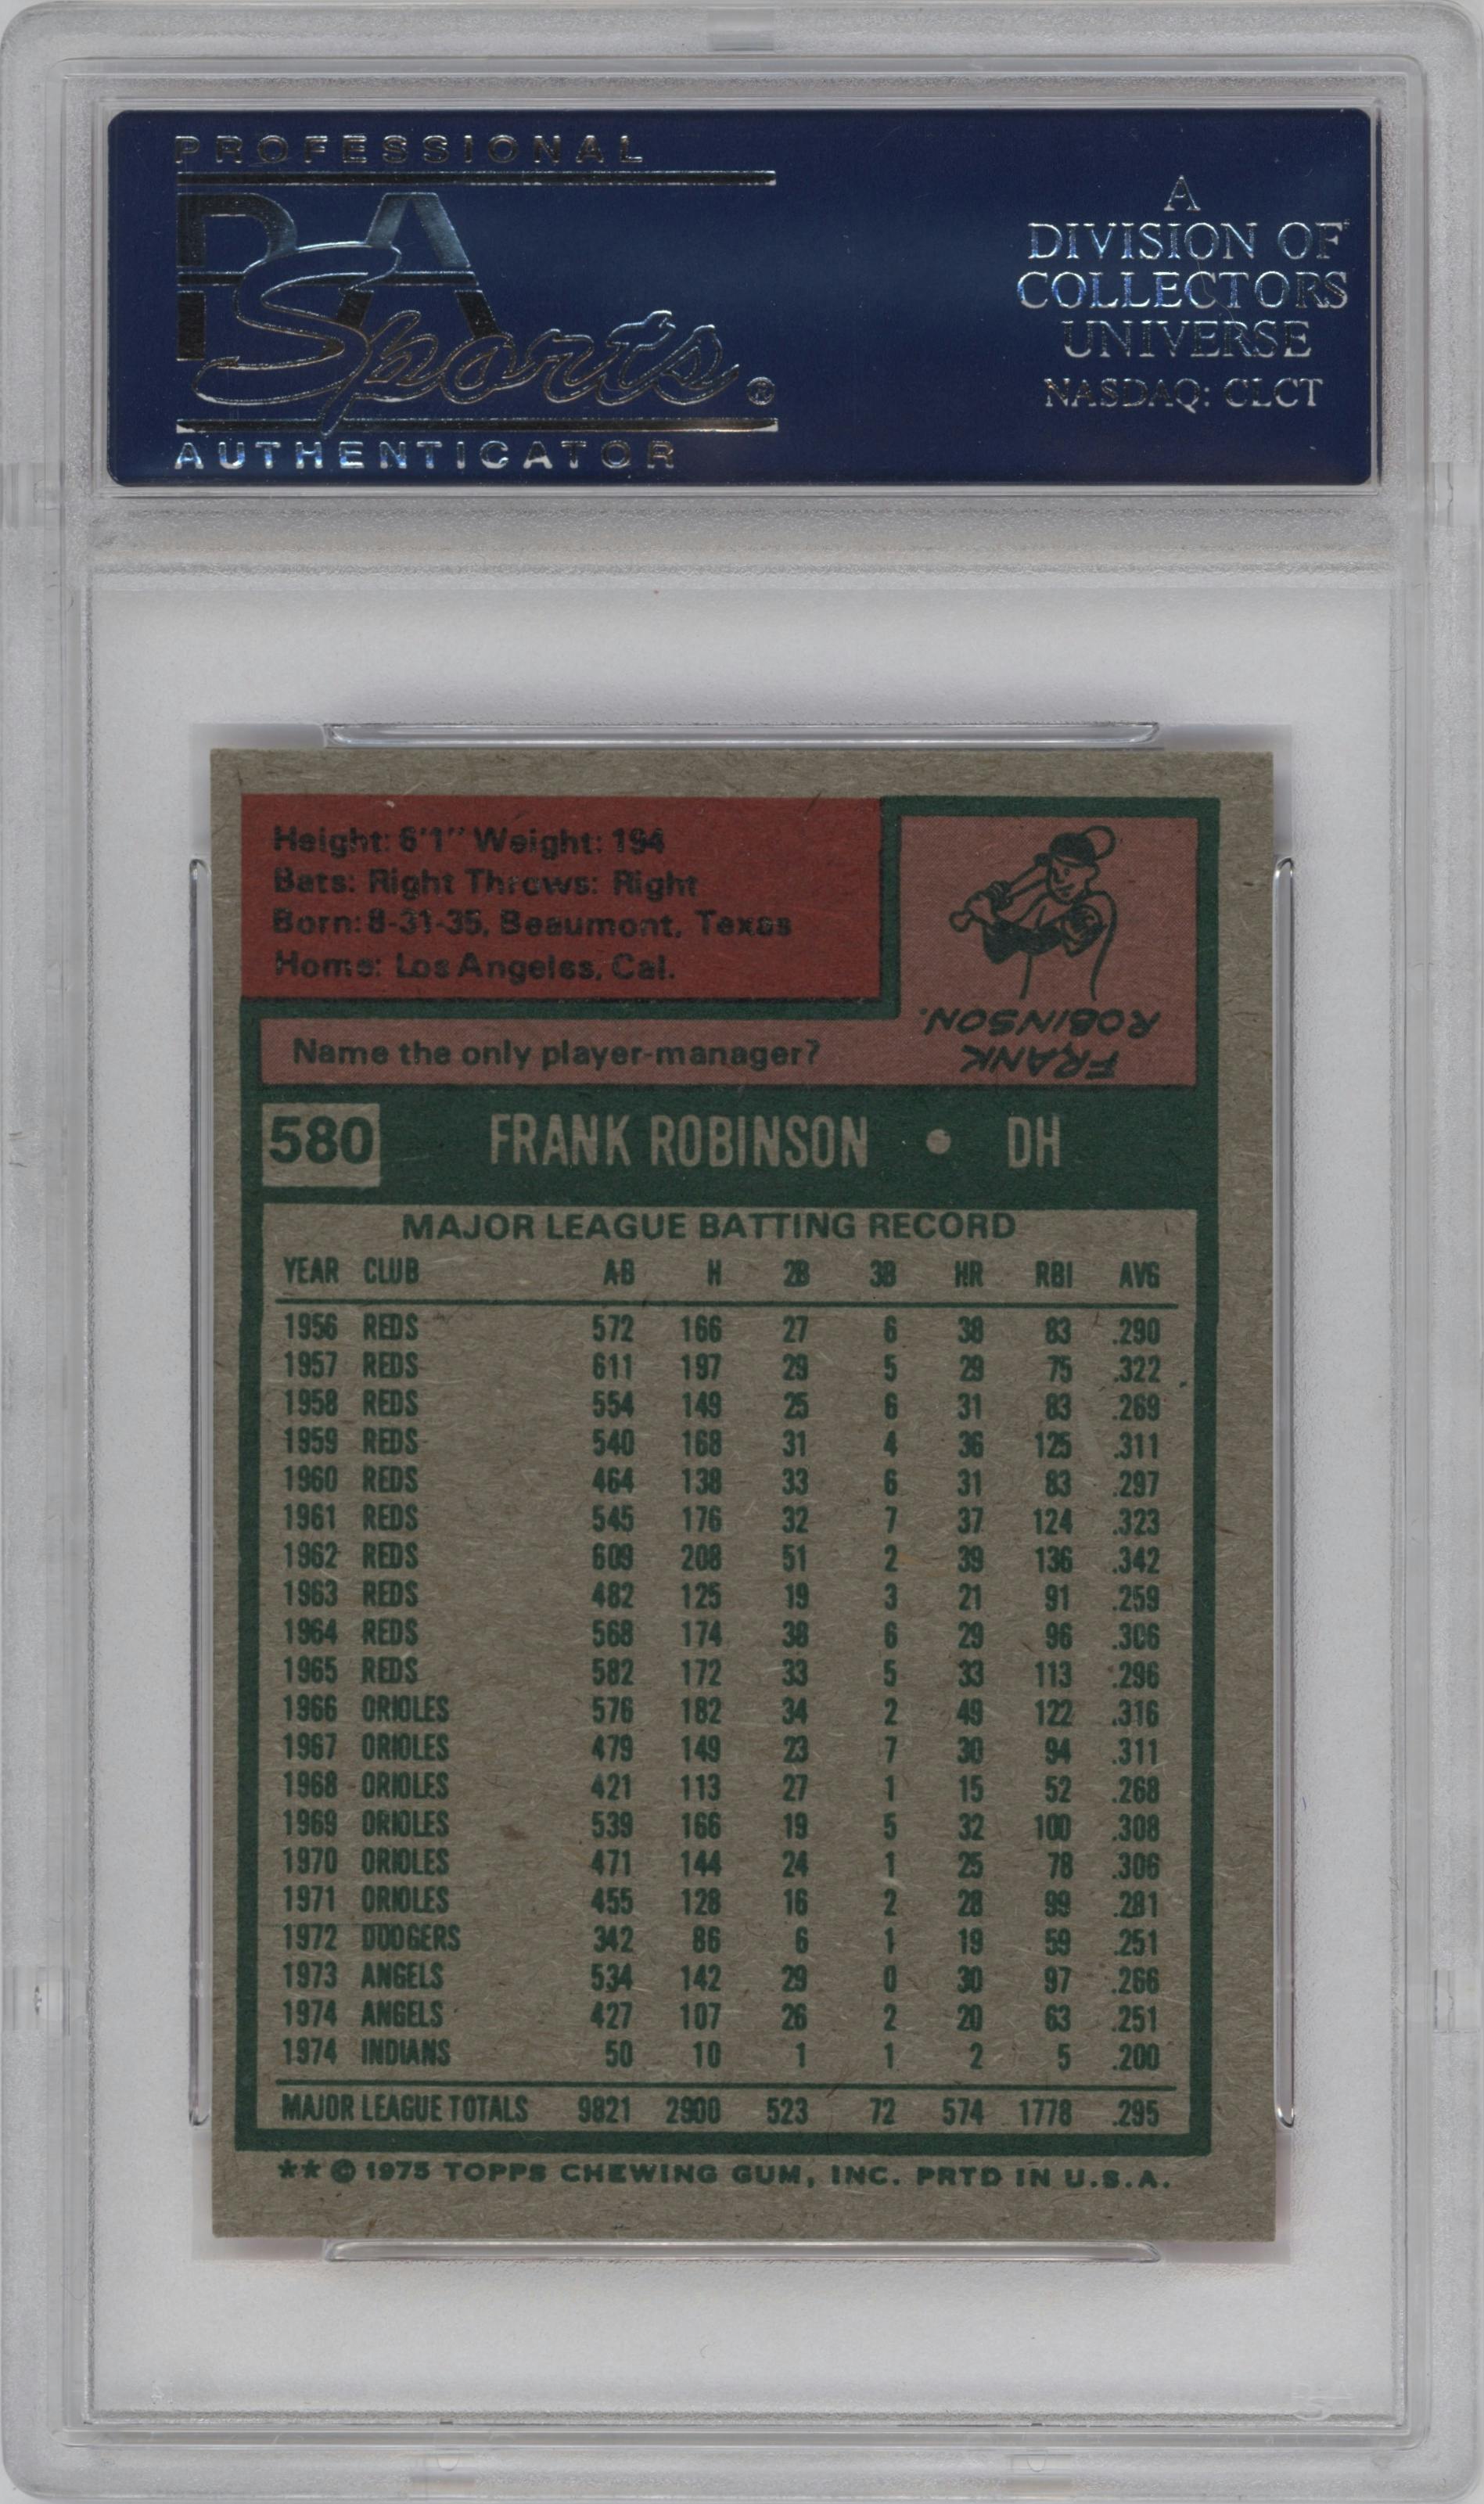 PROFESSIONAL
PSA
Sports®
AUTHENTICATOR
A
DIVISION OF
COLLECTORS
UNIVERSE
NASDAQ: CLCT
Height: 6'1" Weight: 194
Bats: Right Throws: Right
Born: 8-31-35, Beaumont, Texas
Home: Los Angeles, Cal.
Name the only player-manager?
FRANK
ROBINSON.
580 FRANK ROBINSON • DH
MAJOR LEAGUE BATTING RECORD
YEAR CLUB AB H 2B 3B HR RBI AVG
1956 REDS 572 166 27 6 38 83 .290
1957 REDS 611 197 29 5 29 75 .322
1958 REDS 554 149 25 6 31 83 .269
1959 REDS 540 168 31 4 36 125 .311
1960 REDS 464 138 33 6 31 83 .297
1961 REDS 545 176 32 7 37 124 .323
1962 REDS 609 208 51 2 39 136 .342
1963 REDS 482 125 19 3 21 91 .259
1964 REDS 568 174 38 6 29 96 .306
1965 REDS 582 172 33 5 33 113 .296
1966 ORIOLES 576 182 34 2 49 122 .316
1967 ORIOLES 479 149 23 7 30 94 .311
1968 ORIOLES 421 113 27 1 15 52 .268
1969 ORIOLES 539 166 19 5 32 100 .308
1970 ORIOLES 471 144 24 1 25 78 .306
1971 ORIOLES 455 128 16 2 28 99 .281
1972 DODGERS 342 86 6 1 19 59 .251
1973 ANGELS 534 142 29 0 30 97 .266
1974 ANGELS 427 107 26 2 20 63 .251
1974 INDIANS 50 10 1 1 2 5 .200
MAJOR LEAGUE TOTALS 9821 2900 523 72 574 1778 .295
** © 1975 TOPPS CHEWING GUM, INC. PRTD IN U.S.A.